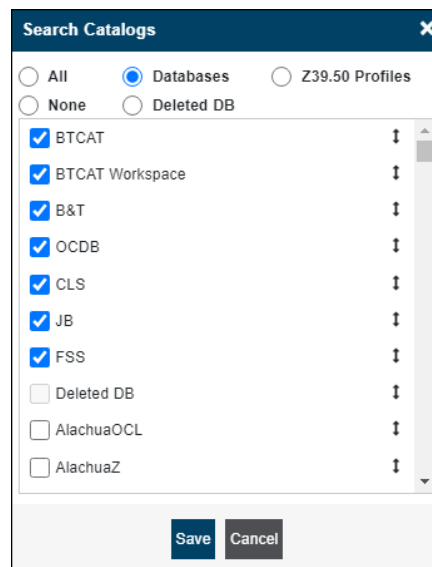 Search Catalogs
All Databases Z39.50 Profiles
None Deleted DB
BTCAT
BTCAT Workspace
B&T
OCDB
CLS
JB
FSS
Deleted DB
AlachuaOCL
AlachuaZ
Save Cancel